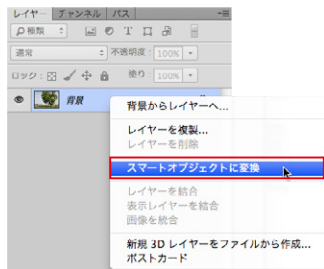 レイヤー チャンネル パス
種類
通常 不透明度: 100%
ロック: 塗り: 100%
背景
背景からレイヤーへ...
レイヤーを複製...
レイヤーを削除
スマートオブジェクトに変換
レイヤーを結合
表示レイヤーを結合
画像を統合
新規 3D レイヤーをファイルから作成...
ポストカード